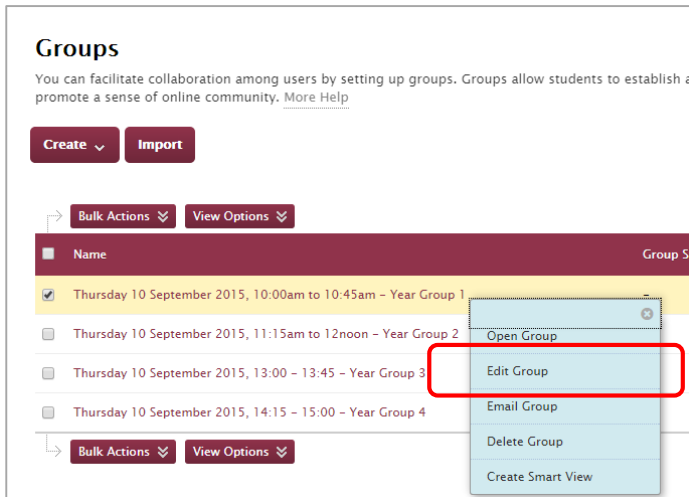 Groups
You can facilitate collaboration among users by setting up groups. Groups allow students to establish a
promote a sense of online community. More Help
Create Import
Bulk Actions View Options
Name Group S
Thursday 10 September 2015, 10:00am to 10:45am – Year Group 1 –
Open Group
Thursday 10 September 2015, 11:15am to 12noon – Year Group 2
Edit Group
Thursday 10 September 2015, 13:00 – 13:45 – Year Group 3
Email Group
Thursday 10 September 2015, 14:15 – 15:00 – Year Group 4
Delete Group
Bulk Actions View Options
Create Smart View